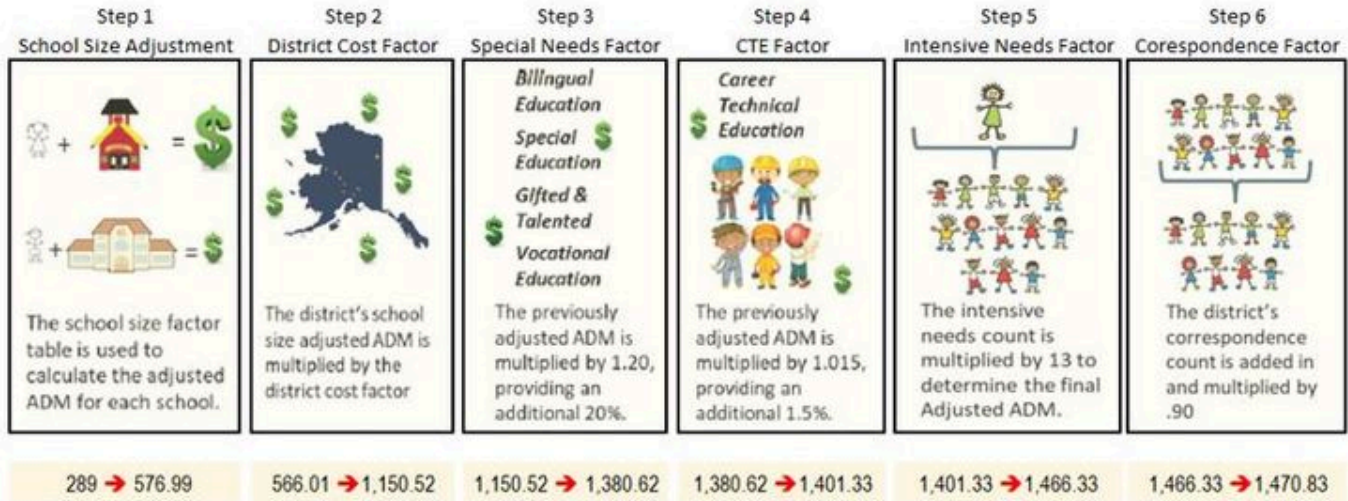 Step 1
School Size Adjustment
The school size factor
table is used to
calculate the adjusted
ADM for each school.
289 → 576.99
Step 2
District Cost Factor
The district's school
size adjusted ADM is
multiplied by the
district cost factor
566.01 → 1,150.52
Step 3
Special Needs Factor
Bilingual
Education
Special
Education
Gifted &
Talented
Vocational
Education
The previously
adjusted ADM is
multiplied by 1.20,
providing an
additional 20%.
1,150.52 → 1,380.62
Step 4
CTE Factor
Career
Technical
Education
The previously
adjusted ADM is
multiplied by 1.015,
providing an
additional 1.5%.
1,380.62 → 1,401.33
Step 5
Intensive Needs Factor
The intensive
needs count is
multiplied by 13 to
determine the final
Adjusted ADM.
1,401.33 → 1,466.33
Step 6
Corespondence Factor
The district's
correspondence
count is added in
and multiplied by
.90
1,466.33 → 1,470.83